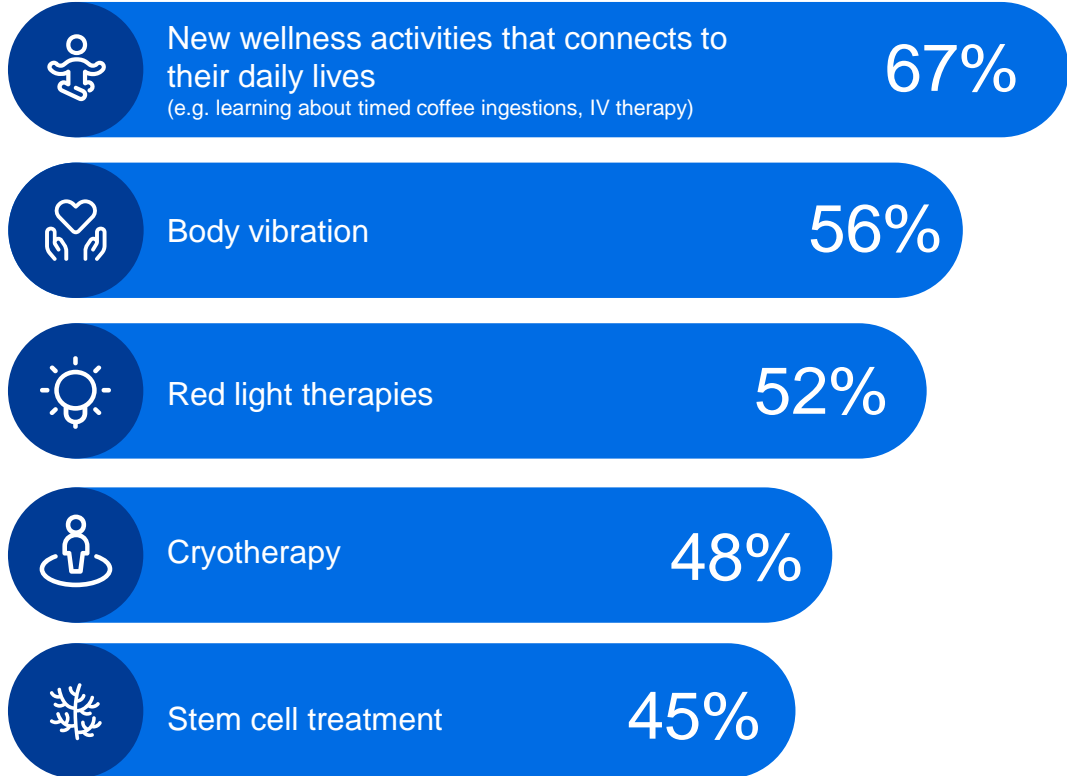 New wellness activities that connects to
their daily lives
(e.g. learning about timed coffee ingestions, IV therapy)
67%
Body vibration
56%
Red light therapies
52%
Cryotherapy
48%
Stem cell treatment
45%